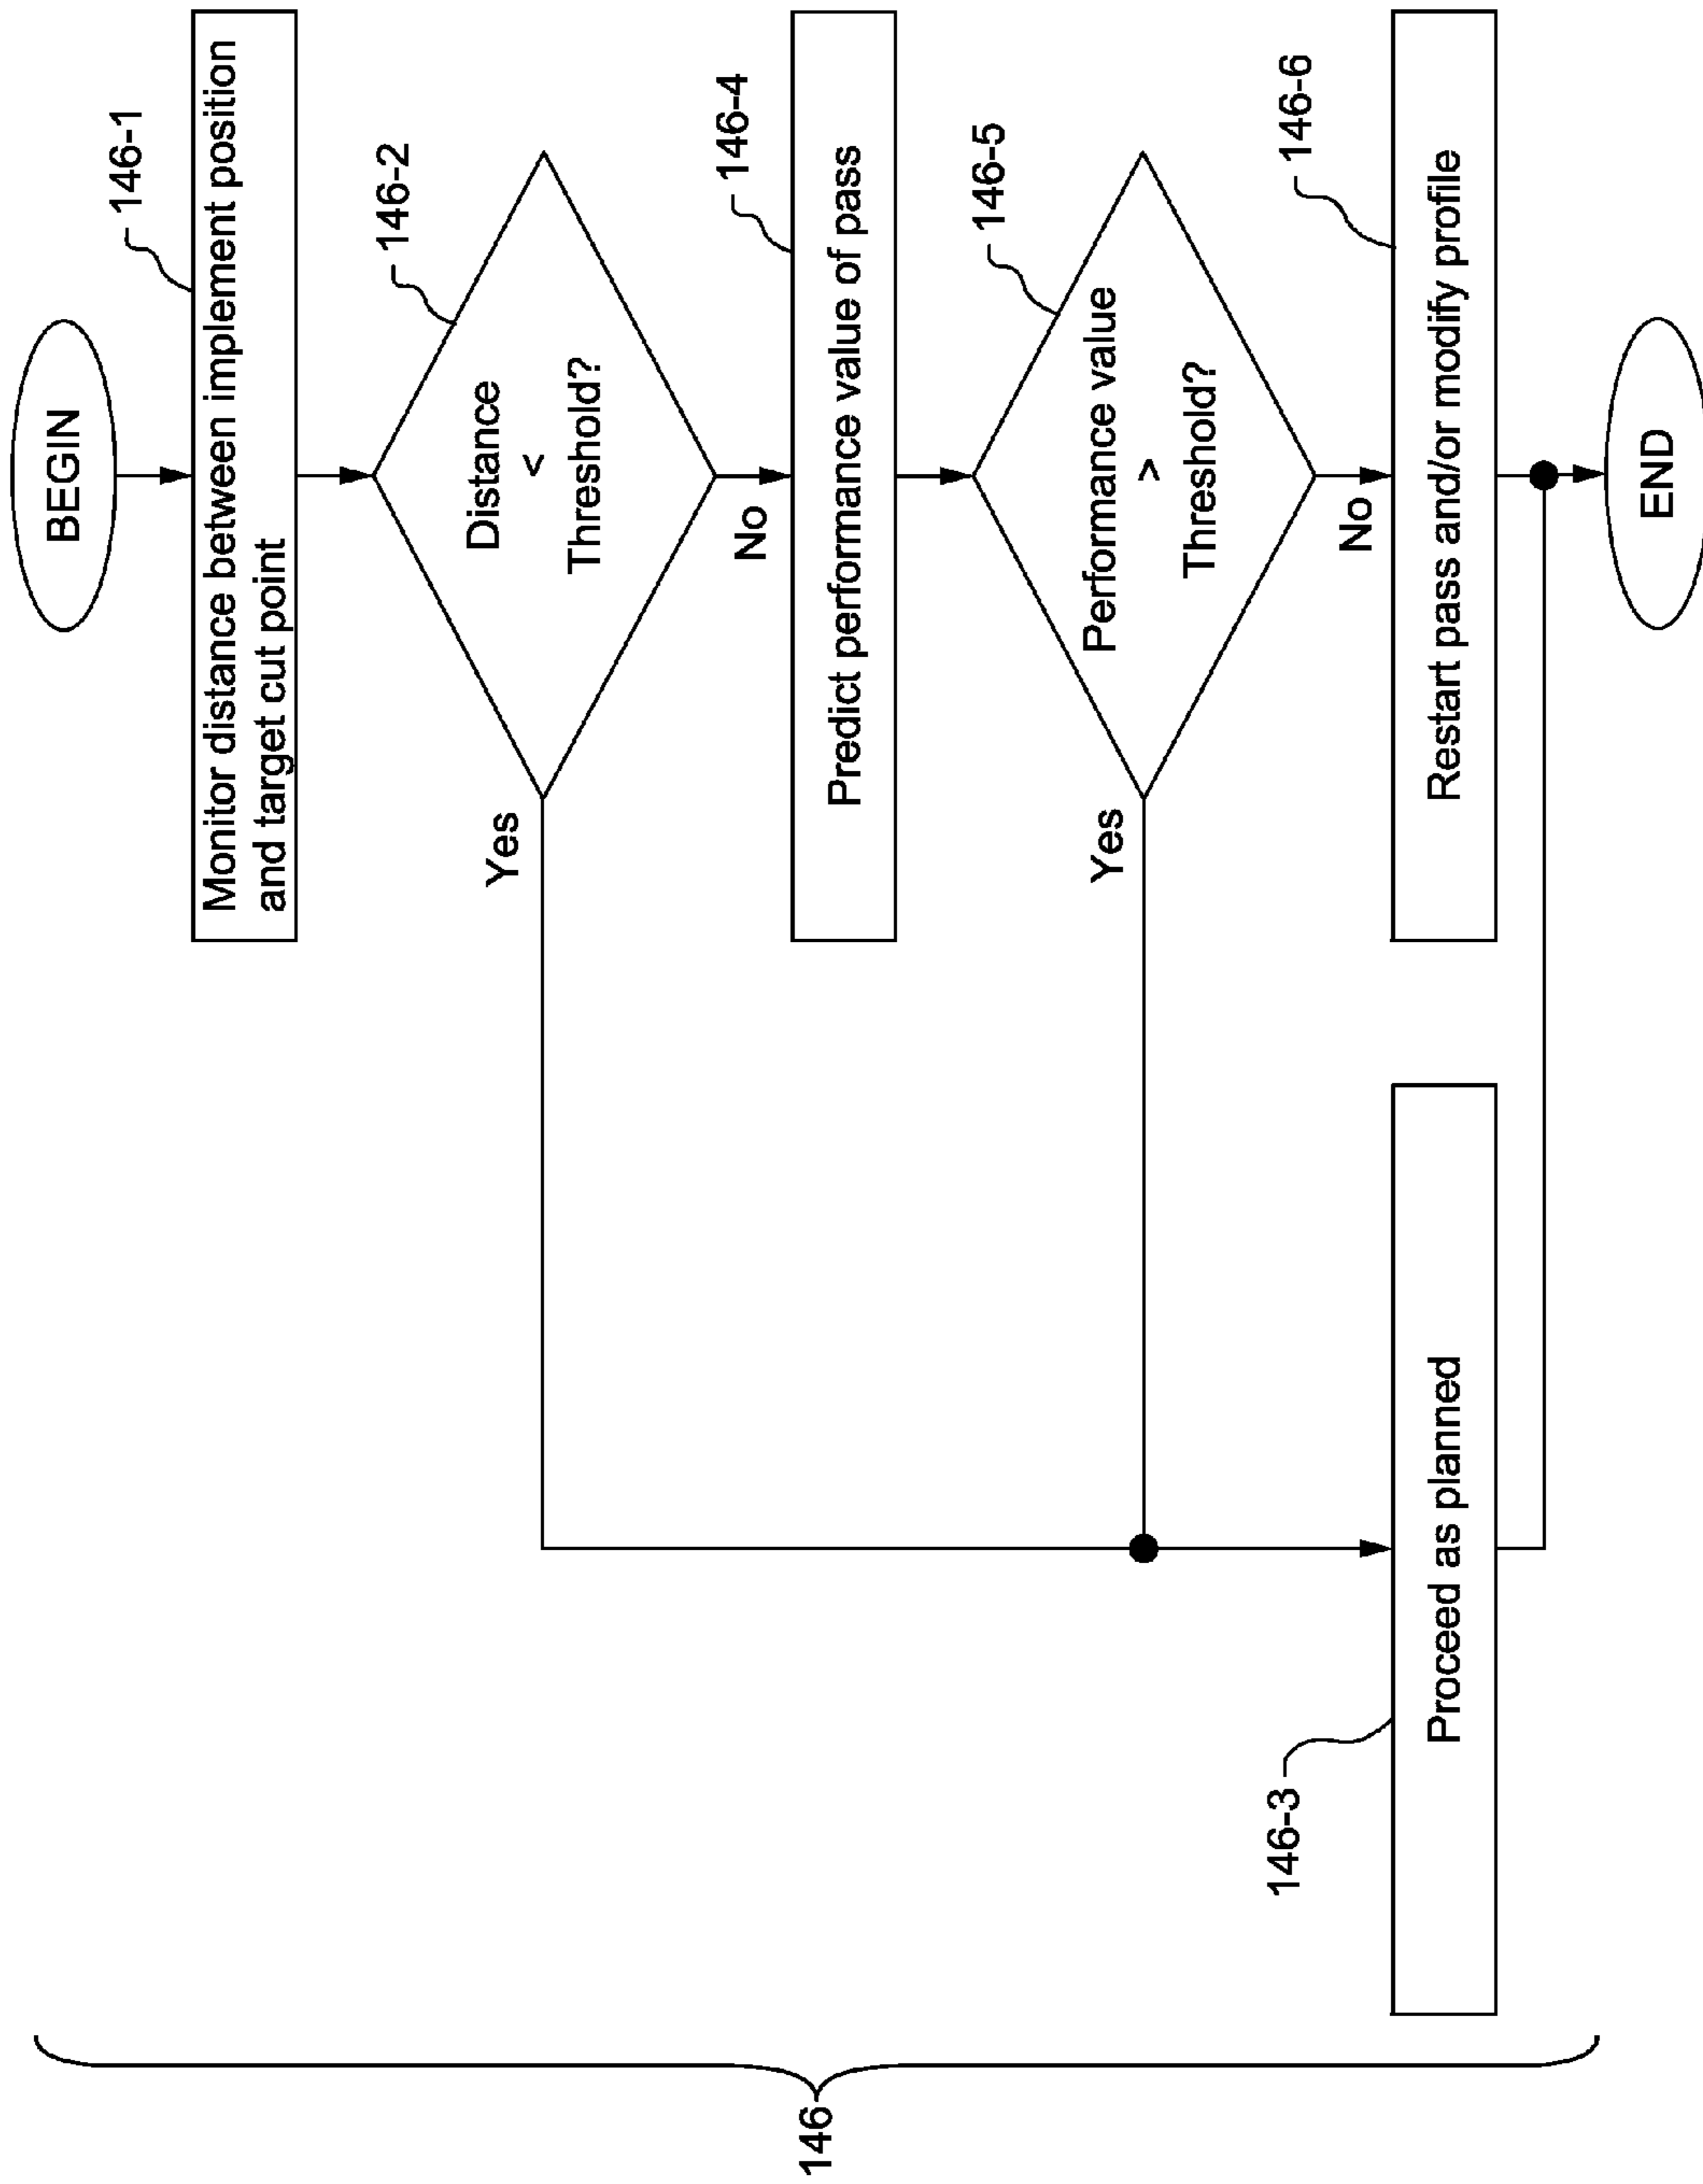 BEGIN
146-1
Monitor distance between implement position
and target cut point
146-2
Distance
<
Threshold?
Yes
No
146-4
Predict performance value of pass
146-5
Performance value
>
Threshold?
Yes
No
146-3
Proceed as planned
146-6
Restart pass and/or modify profile
END
146